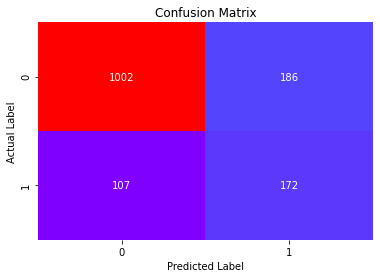 Confusion Matrix
Actual Label
0
1002
186
1
107
172
0
1
Predicted Label